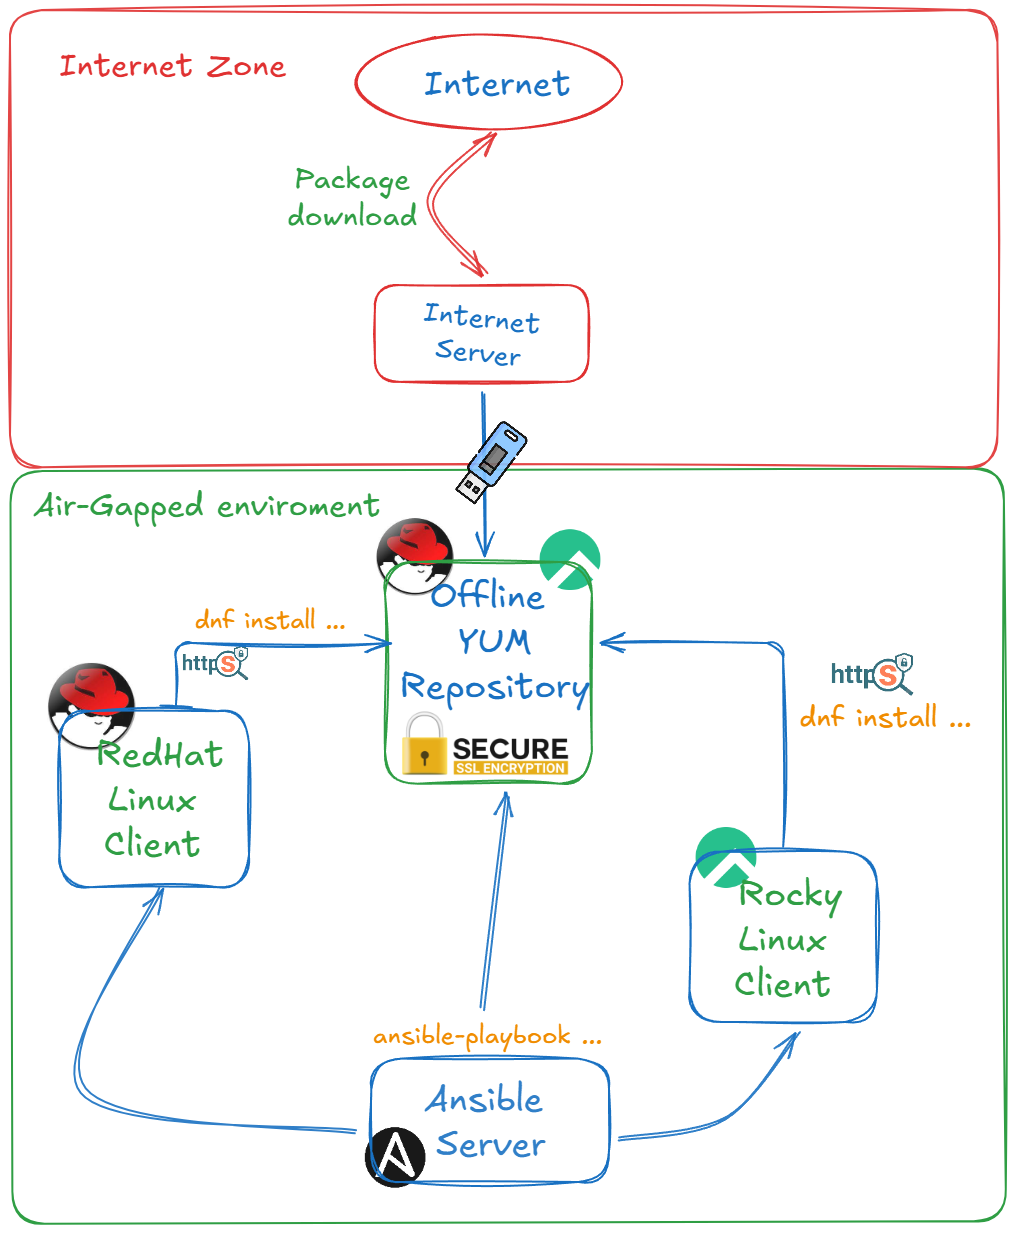 Internet Zone
Internet
Package
download
Internet
Server
Air-Gapped enviroment
Offline
YUM
Repository
SECURE
SSL ENCRYPTION
dnf install ...
httpS
RedHat
Linux
Client
httpS
dnf install ...
Rocky
Linux
Client
ansible-playbook ...
Ansible
Server